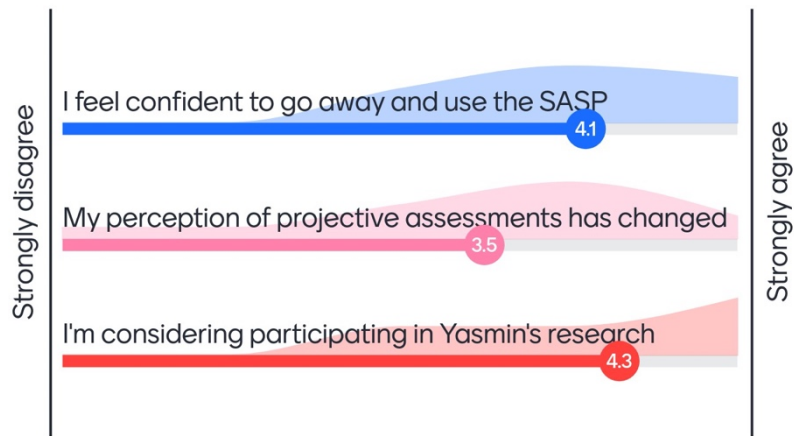 Strongly disagree
I feel confident to go away and use the SASP
4.1
My perception of projective assessments has changed
3.5
I'm considering participating in Yasmin's research
4.3
Strongly agree